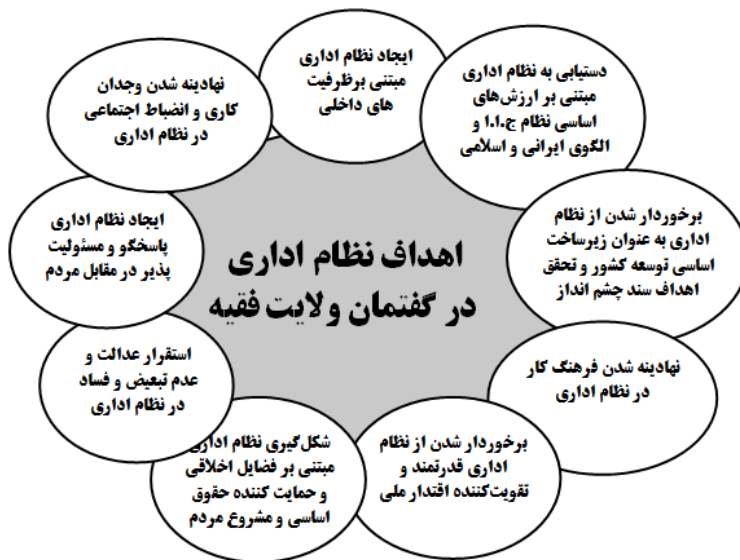 اهداف نظام اداری
در گفتمان ولایت فقیه
ایجاد نظام اداری
مبتنی برظرفیت
های داخلی
دستیابی به نظام اداری
مبتنی بر ارزش‌های
اساسی نظام ج.ا.ا و
الگوی ایرانی و اسلامی
برخوردار شدن از نظام
اداری به عنوان زیرساخت
اساسی توسعه کشور و تحقق
اهداف سند چشم انداز
نهادینه شدن فرهنگ کار
در نظام اداری
برخوردار شدن از نظام
اداری قدرتمند و
تقویت‌کننده اقتدار ملی
شکل‌گیری نظام اداری
مبتنی بر فضایل اخلاقی
و حمایت کننده حقوق
اساسی و مشروع مردم
استقرار عدالت و
عدم تبعیض و فساد
در نظام اداری
ایجاد نظام اداری
پاسخگو و مسئولیت
پذیر در مقابل مردم
نهادینه شدن وجدان
کاری و انضباط اجتماعی
در نظام اداری